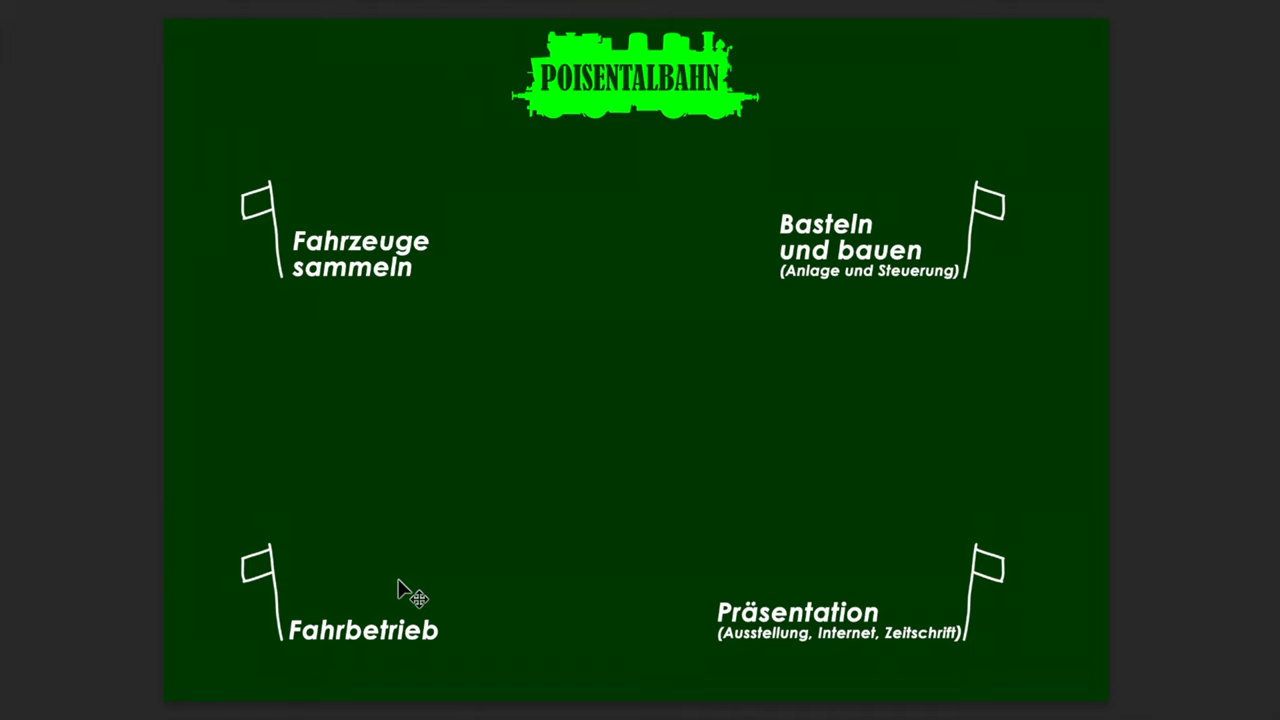 POISENTALBAHN
Fahrzeuge
sammeln
Basteln
und bauen
(Anlage und Steuerung)
Fahrbetrieb
Präsentation
(Ausstellung, Internet, Zeitschrift)